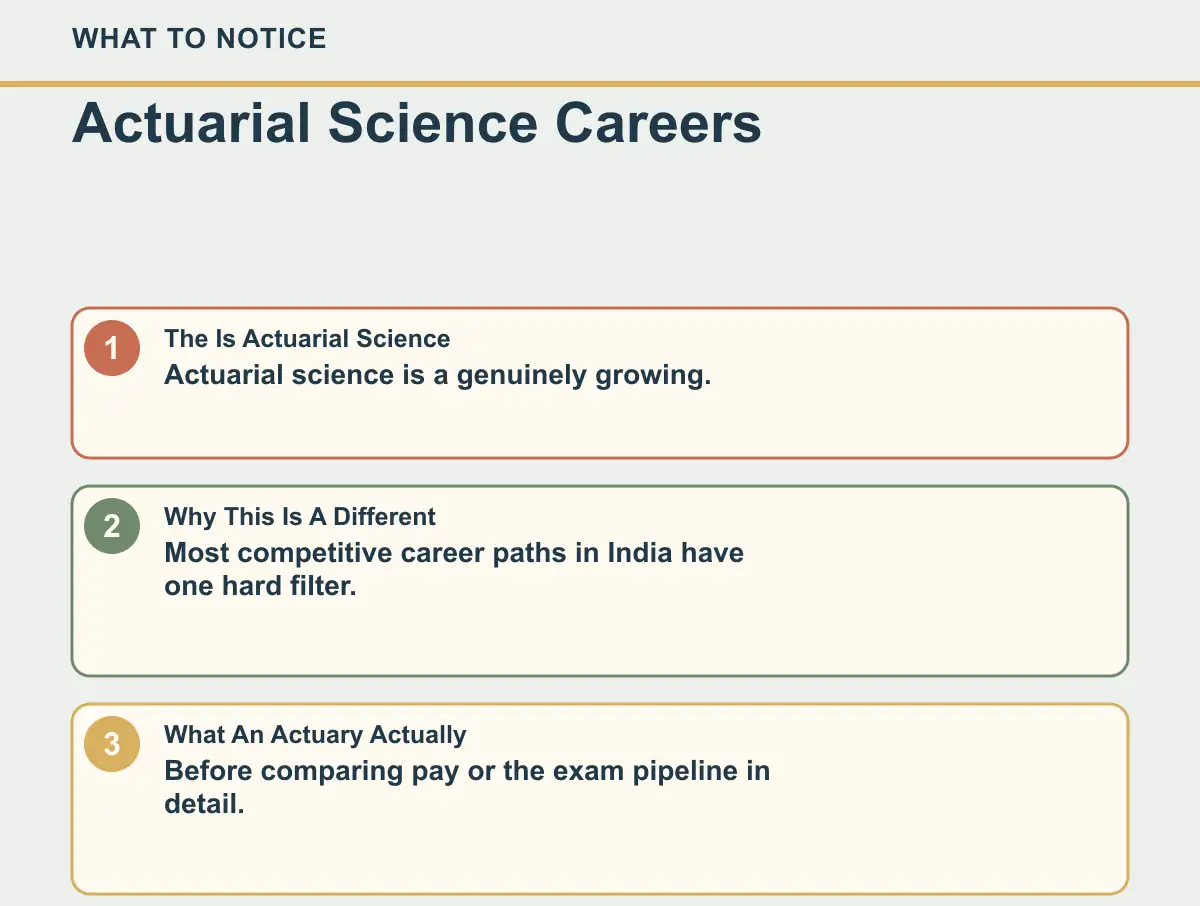 WHAT TO NOTICE
Actuarial Science Careers
1
The Is Actuarial Science
Actuarial science is a genuinely growing.
2
Why This Is A Different
Most competitive career paths in India have
one hard filter.
3
What An Actuary Actually
Before comparing pay or the exam pipeline in
detail.